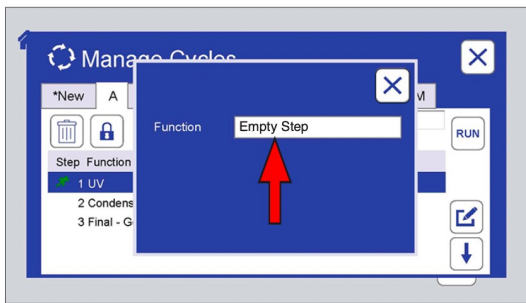 Manage Cycles
*New A M
Function Empty Step
RUN
Step Function
1 UV
2 Condens
3 Final - G